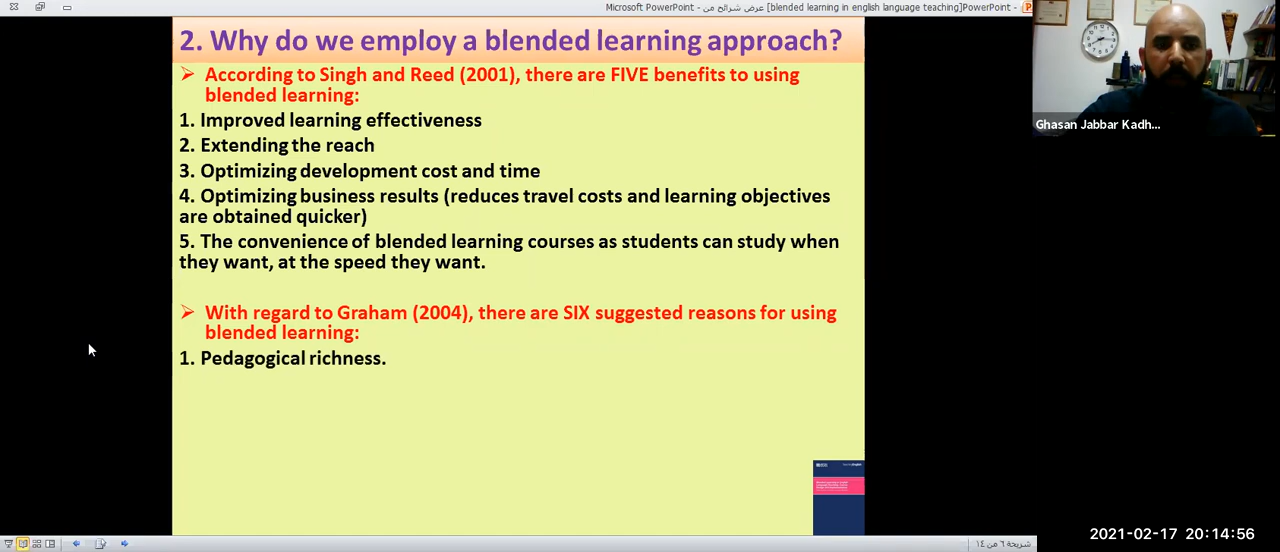 Microsoft PowerPoint - عرض شرائح من [blended learning in english language teaching]PowerPoint -
2. Why do we employ a blended learning approach?
According to Singh and Reed (2001), there are FIVE benefits to using
blended learning:
1. Improved learning effectiveness
2. Extending the reach
3. Optimizing development cost and time
4. Optimizing business results (reduces travel costs and learning objectives
are obtained quicker)
5. The convenience of blended learning courses as students can study when
they want, at the speed they want.
With regard to Graham (2004), there are SIX suggested reasons for using
blended learning:
1. Pedagogical richness.
Ghasan Jabbar Kadh...
2021-02-17 20:14:56
شريحة ٦ من ١٤